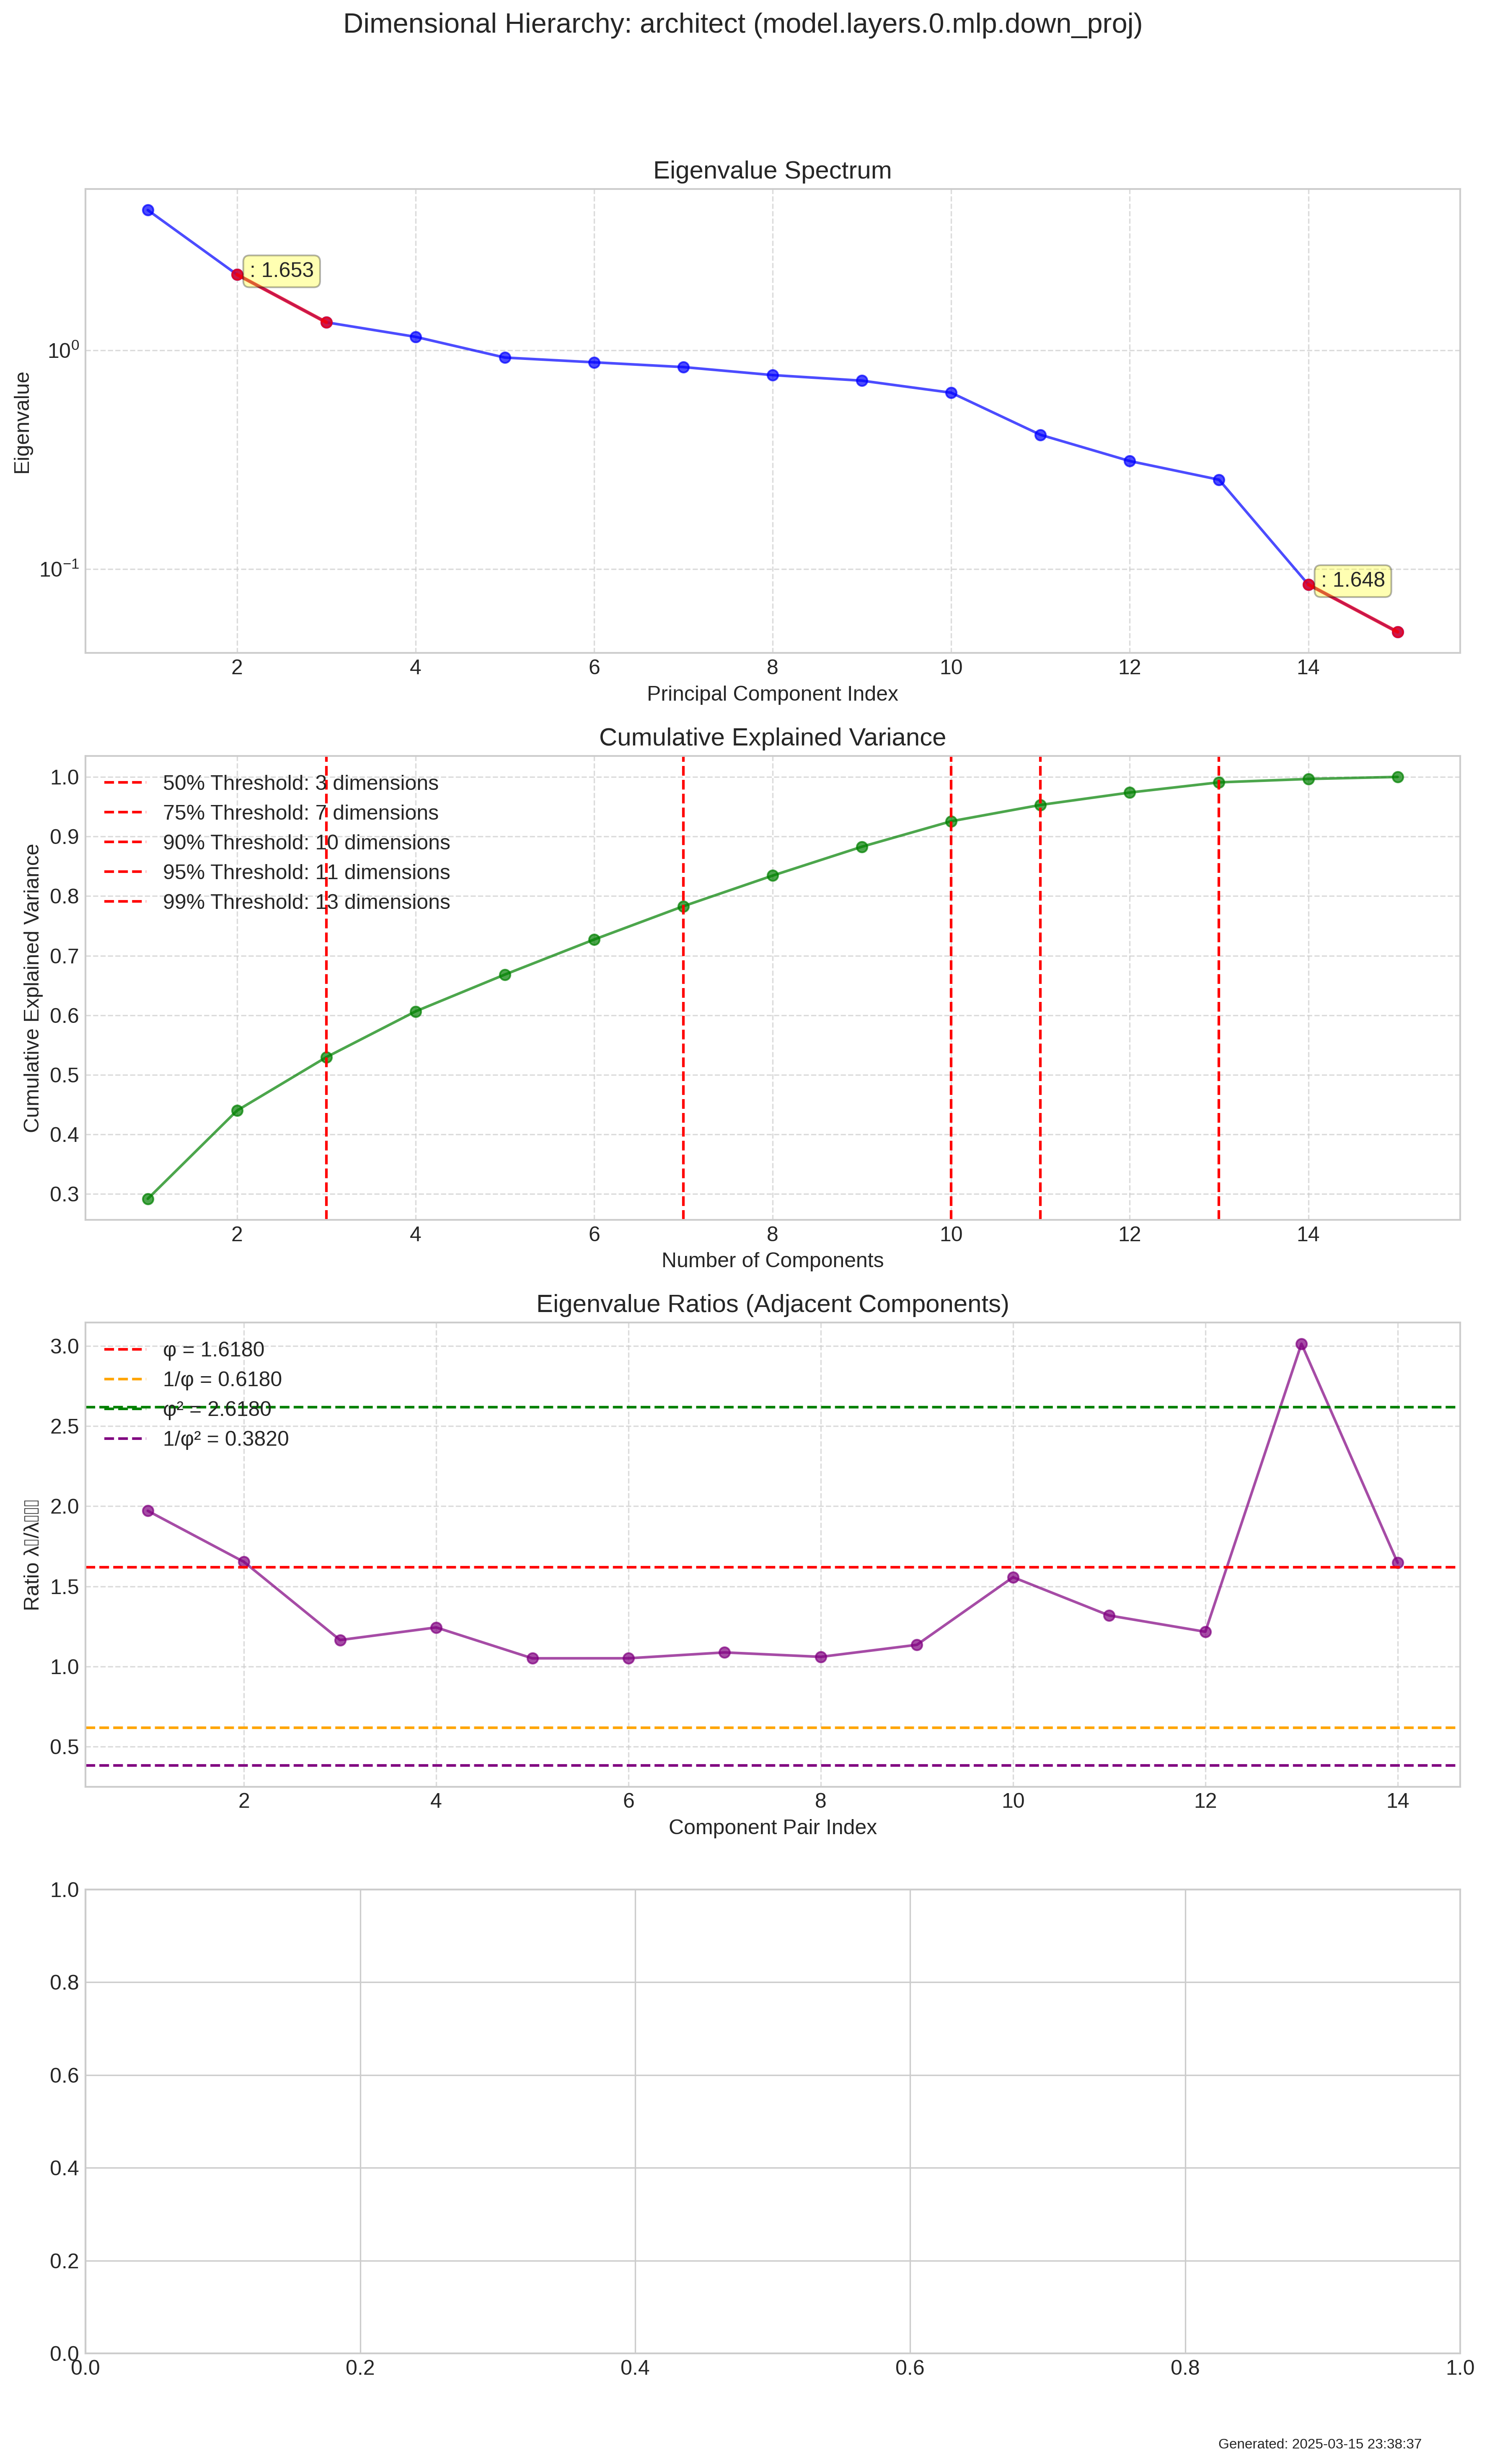 Dimensional Hierarchy: architect (model.layers.0.mlp.down_proj)
Eigenvalue Spectrum
Eigenvalue
10⁰
10⁻¹
: 1.653
: 1.648
2 4 6 8 10 12 14
Principal Component Index
Cumulative Explained Variance
Cumulative Explained Variance
1.0
0.9
0.8
0.7
0.6
0.5
0.4
0.3
50% Threshold: 3 dimensions
75% Threshold: 7 dimensions
90% Threshold: 10 dimensions
95% Threshold: 11 dimensions
99% Threshold: 13 dimensions
2 4 6 8 10 12 14
Number of Components
Eigenvalue Ratios (Adjacent Components)
Ratio λ▯/λ▯▯▯
3.0
2.5
2.0
1.5
1.0
0.5
φ = 1.6180
1/φ = 0.6180
φ² = 2.6180
1/φ² = 0.3820
2 4 6 8 10 12 14
Component Pair Index
1.0
0.8
0.6
0.4
0.2
0.0
0.0 0.2 0.4 0.6 0.8 1.0
Generated: 2025-03-15 23:38:37